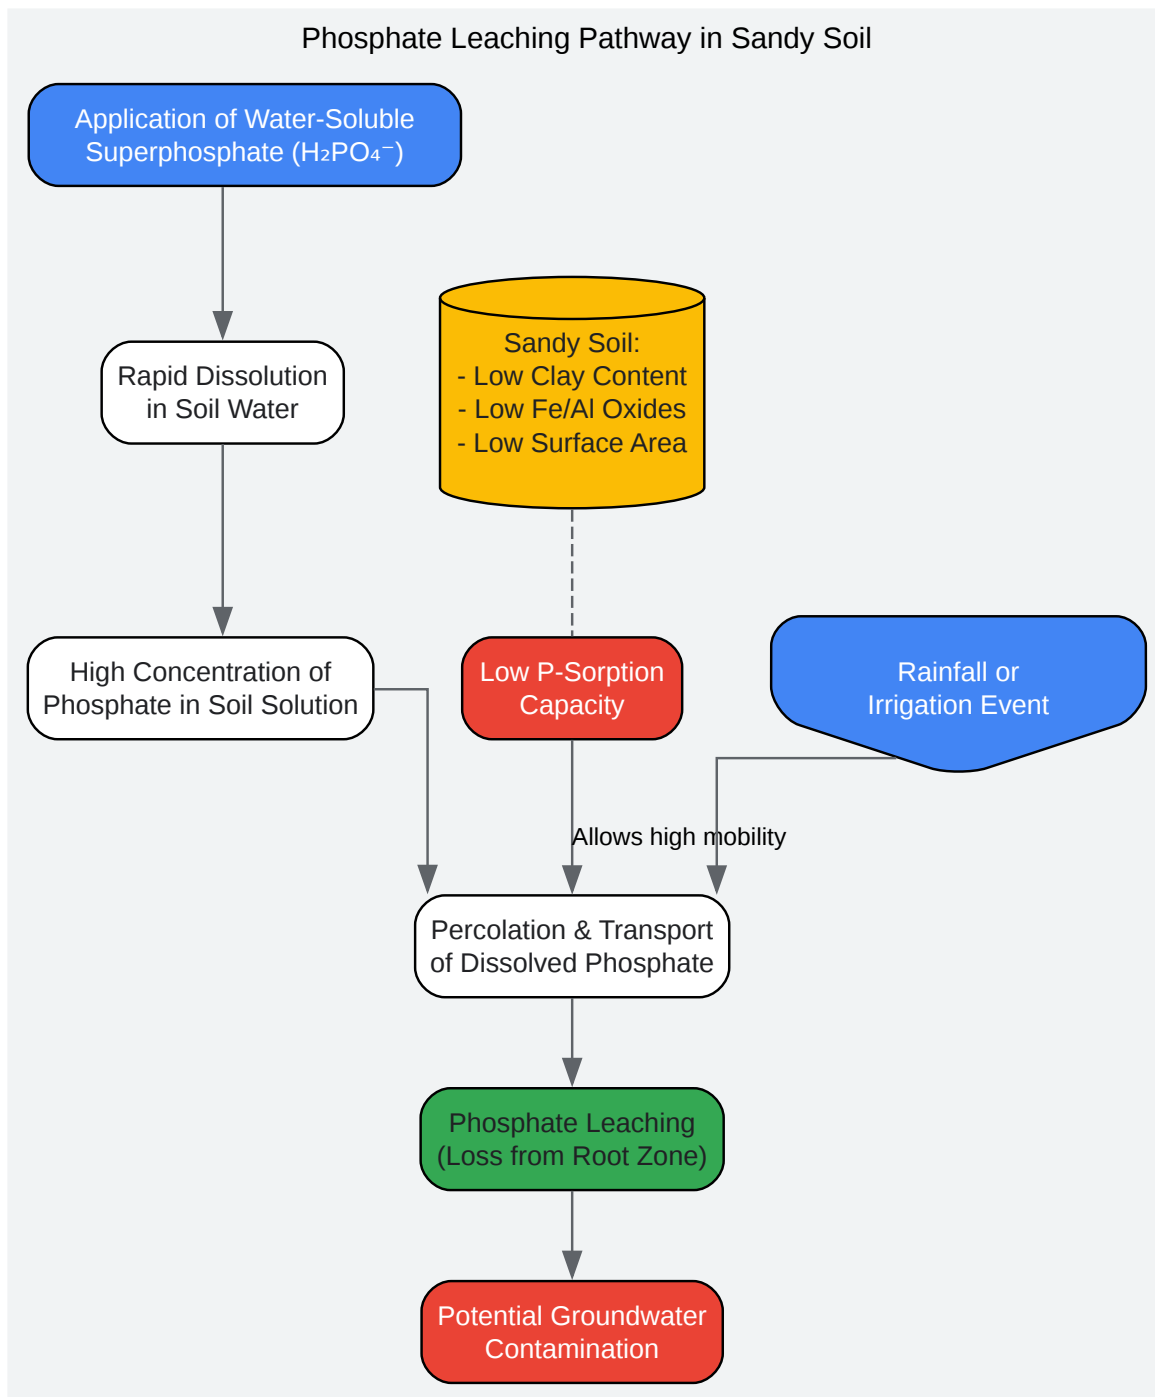 Phosphate Leaching Pathway in Sandy Soil
Application of Water-Soluble
Superphosphate (H₂PO₄⁻)
Rapid Dissolution
in Soil Water
Sandy Soil:
- Low Clay Content
- Low Fe/Al Oxides
- Low Surface Area
High Concentration of
Phosphate in Soil Solution
Low P-Sorption
Capacity
Rainfall or
Irrigation Event
Allows high mobility
Percolation & Transport
of Dissolved Phosphate
Phosphate Leaching
(Loss from Root Zone)
Potential Groundwater
Contamination